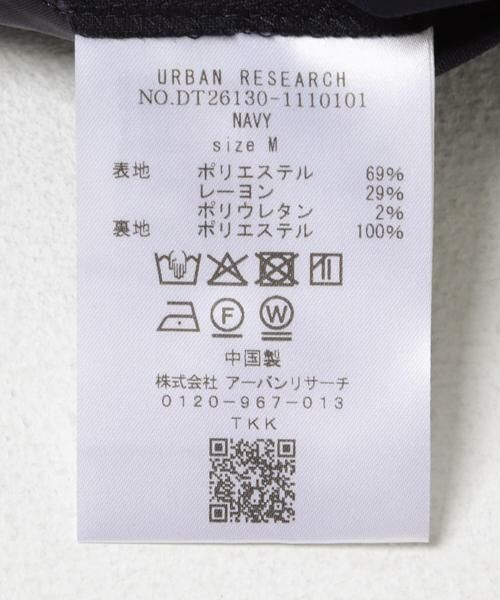 URBAN RESEARCH
NO.DT26130-1110101
NAVY
size M
表地 ポリエステル 69%
レーヨン 29%
ポリウレタン 2%
裏地 ポリエステル 100%
F W
中国製
株式会社 アーバンリサーチ
0120-967-013
TKK